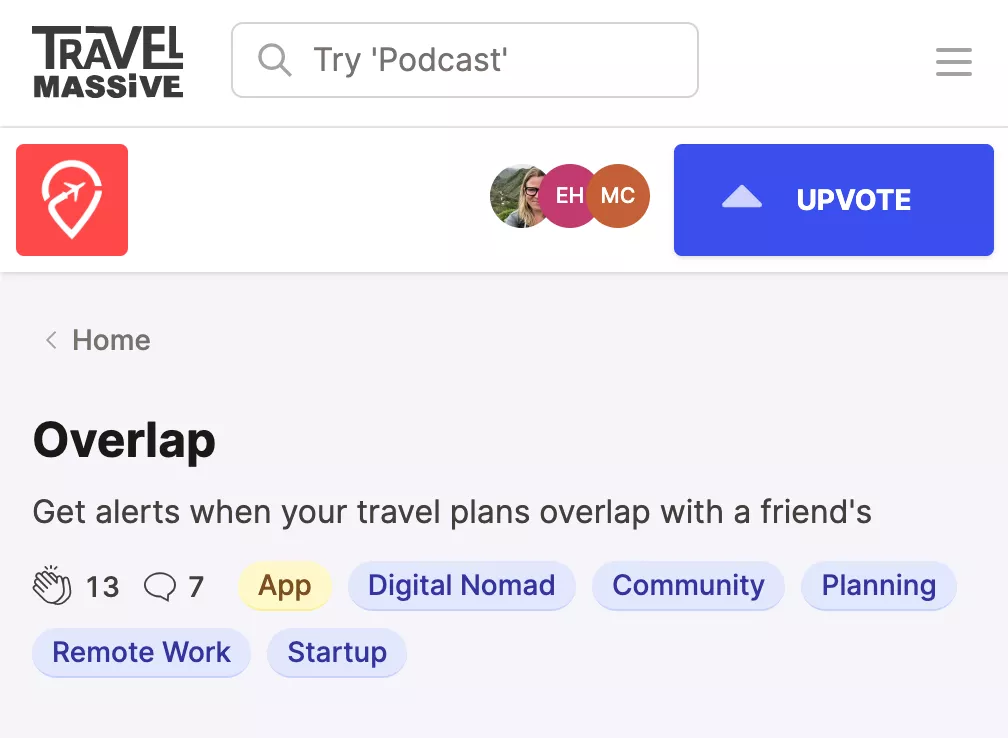 TRAVEL
MASSiVE
Try 'Podcast'
EH MC UPVOTE
Home
Overlap
Get alerts when your travel plans overlap with a friend's
13 7 App Digital Nomad Community Planning
Remote Work Startup